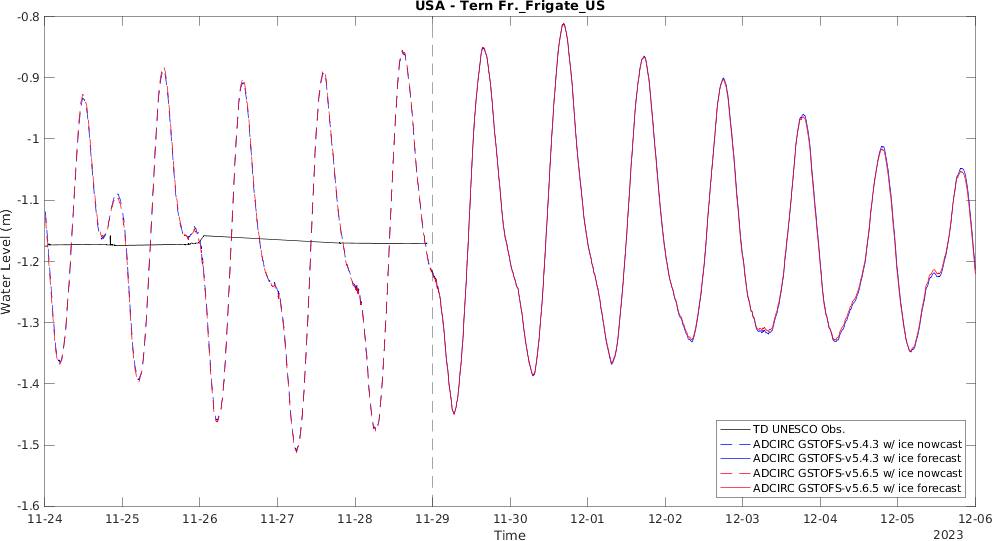 USA - Tern Fr._Frigate_US
Water Level (m)
-0.8
-0.9
-1
-1.1
-1.2
-1.3
-1.4
-1.5
-1.6
TD UNESCO Obs.
ADCIRC GSTOFS-v5.4.3 w/ ice nowcast
ADCIRC GSTOFS-v5.4.3 w/ ice forecast
ADCIRC GSTOFS-v5.6.5 w/ ice nowcast
ADCIRC GSTOFS-v5.6.5 w/ ice forecast
11-24 11-25 11-26 11-27 11-28 11-29 11-30 12-01 12-02 12-03 12-04 12-05 12-06
Time
2023